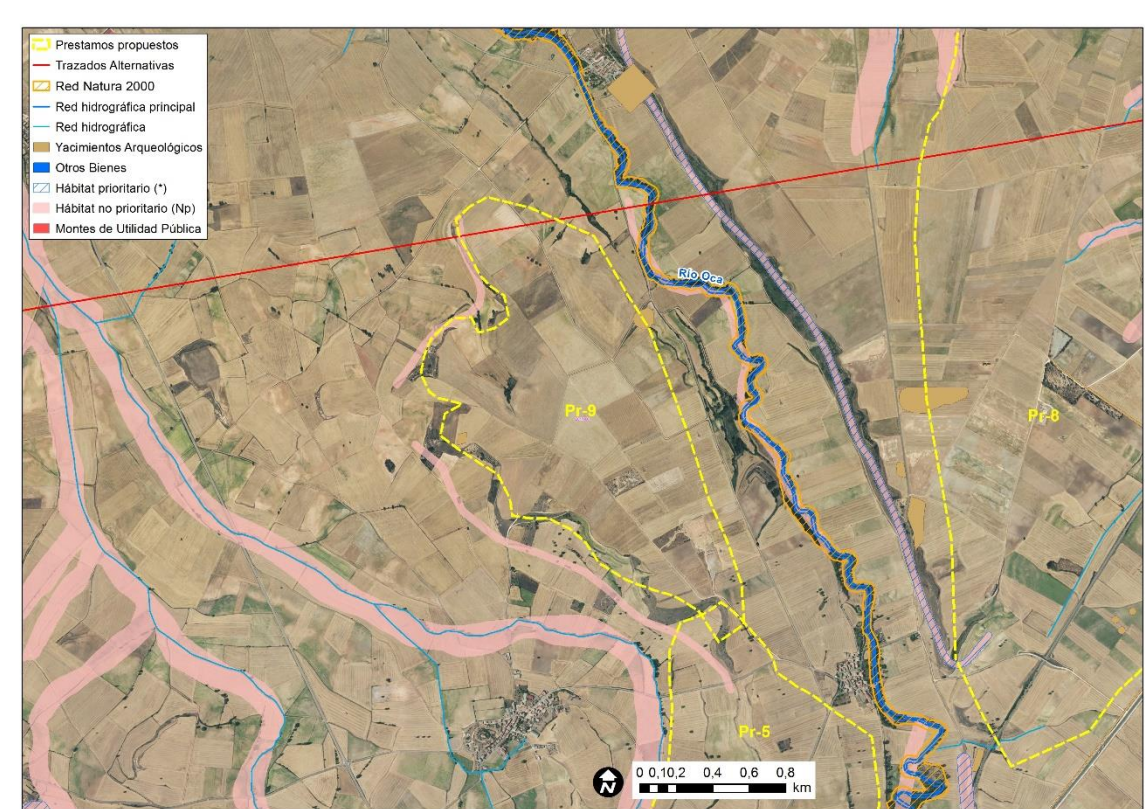 Prestamos propuestos
Trazados Alternativas
Red Natura 2000
Red hidrográfica principal
Red hidrográfica
Yacimientos Arqueológicos
Otros Bienes
Hábitat prioritario (*)
Hábitat no prioritario (Np)
Montes de Utilidad Pública
Río Oca
Pr-9
Pr-8
Pr-5
N
0 0,10,2 0,4 0,6 0,8
km